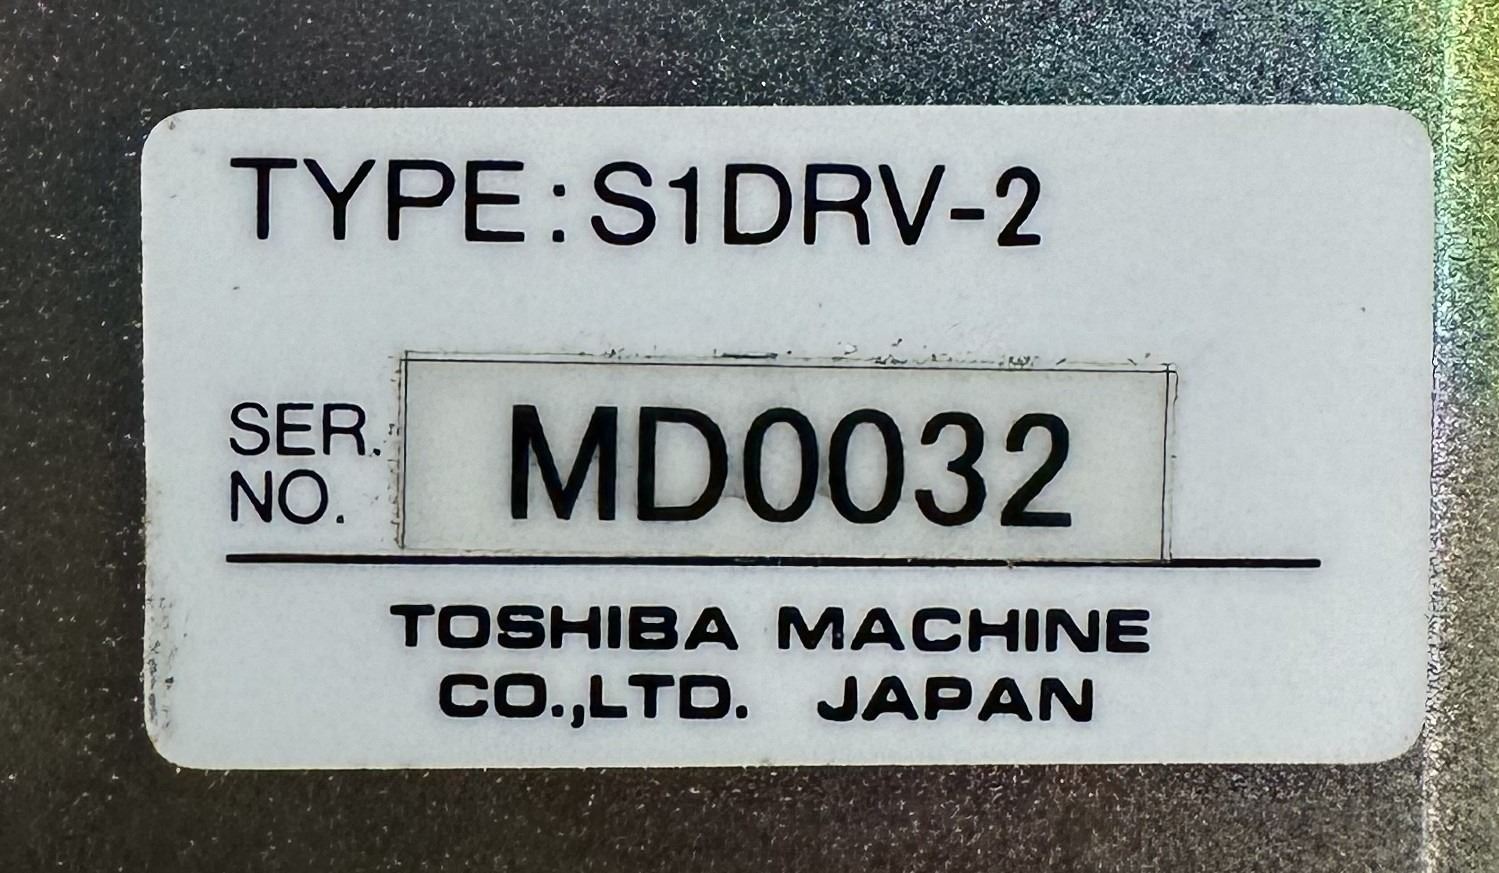 TYPE:S1DRV-2
SER.
NO.
MD0032
TOSHIBA MACHINE
CO.,LTD. JAPAN